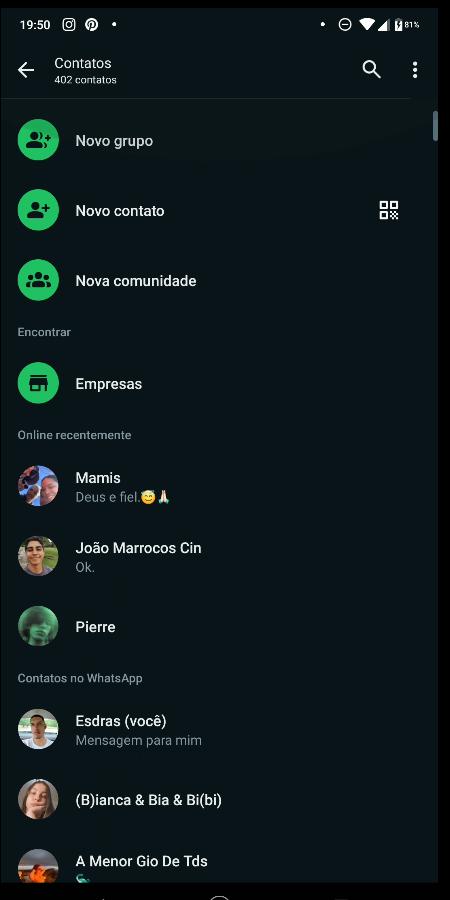 19:50
81%
Contatos
402 contatos
Novo grupo
Novo contato
Nova comunidade
Encontrar
Empresas
Online recentemente
Mamis
Deus e fiel.😅🙏🏻
João Marrocos Cin
Ok.
Pierre
Contatos no WhatsApp
Esdras (você)
Mensagem para mim
(B)ianca & Bia & Bi(bi)
A Menor Gio De Tds